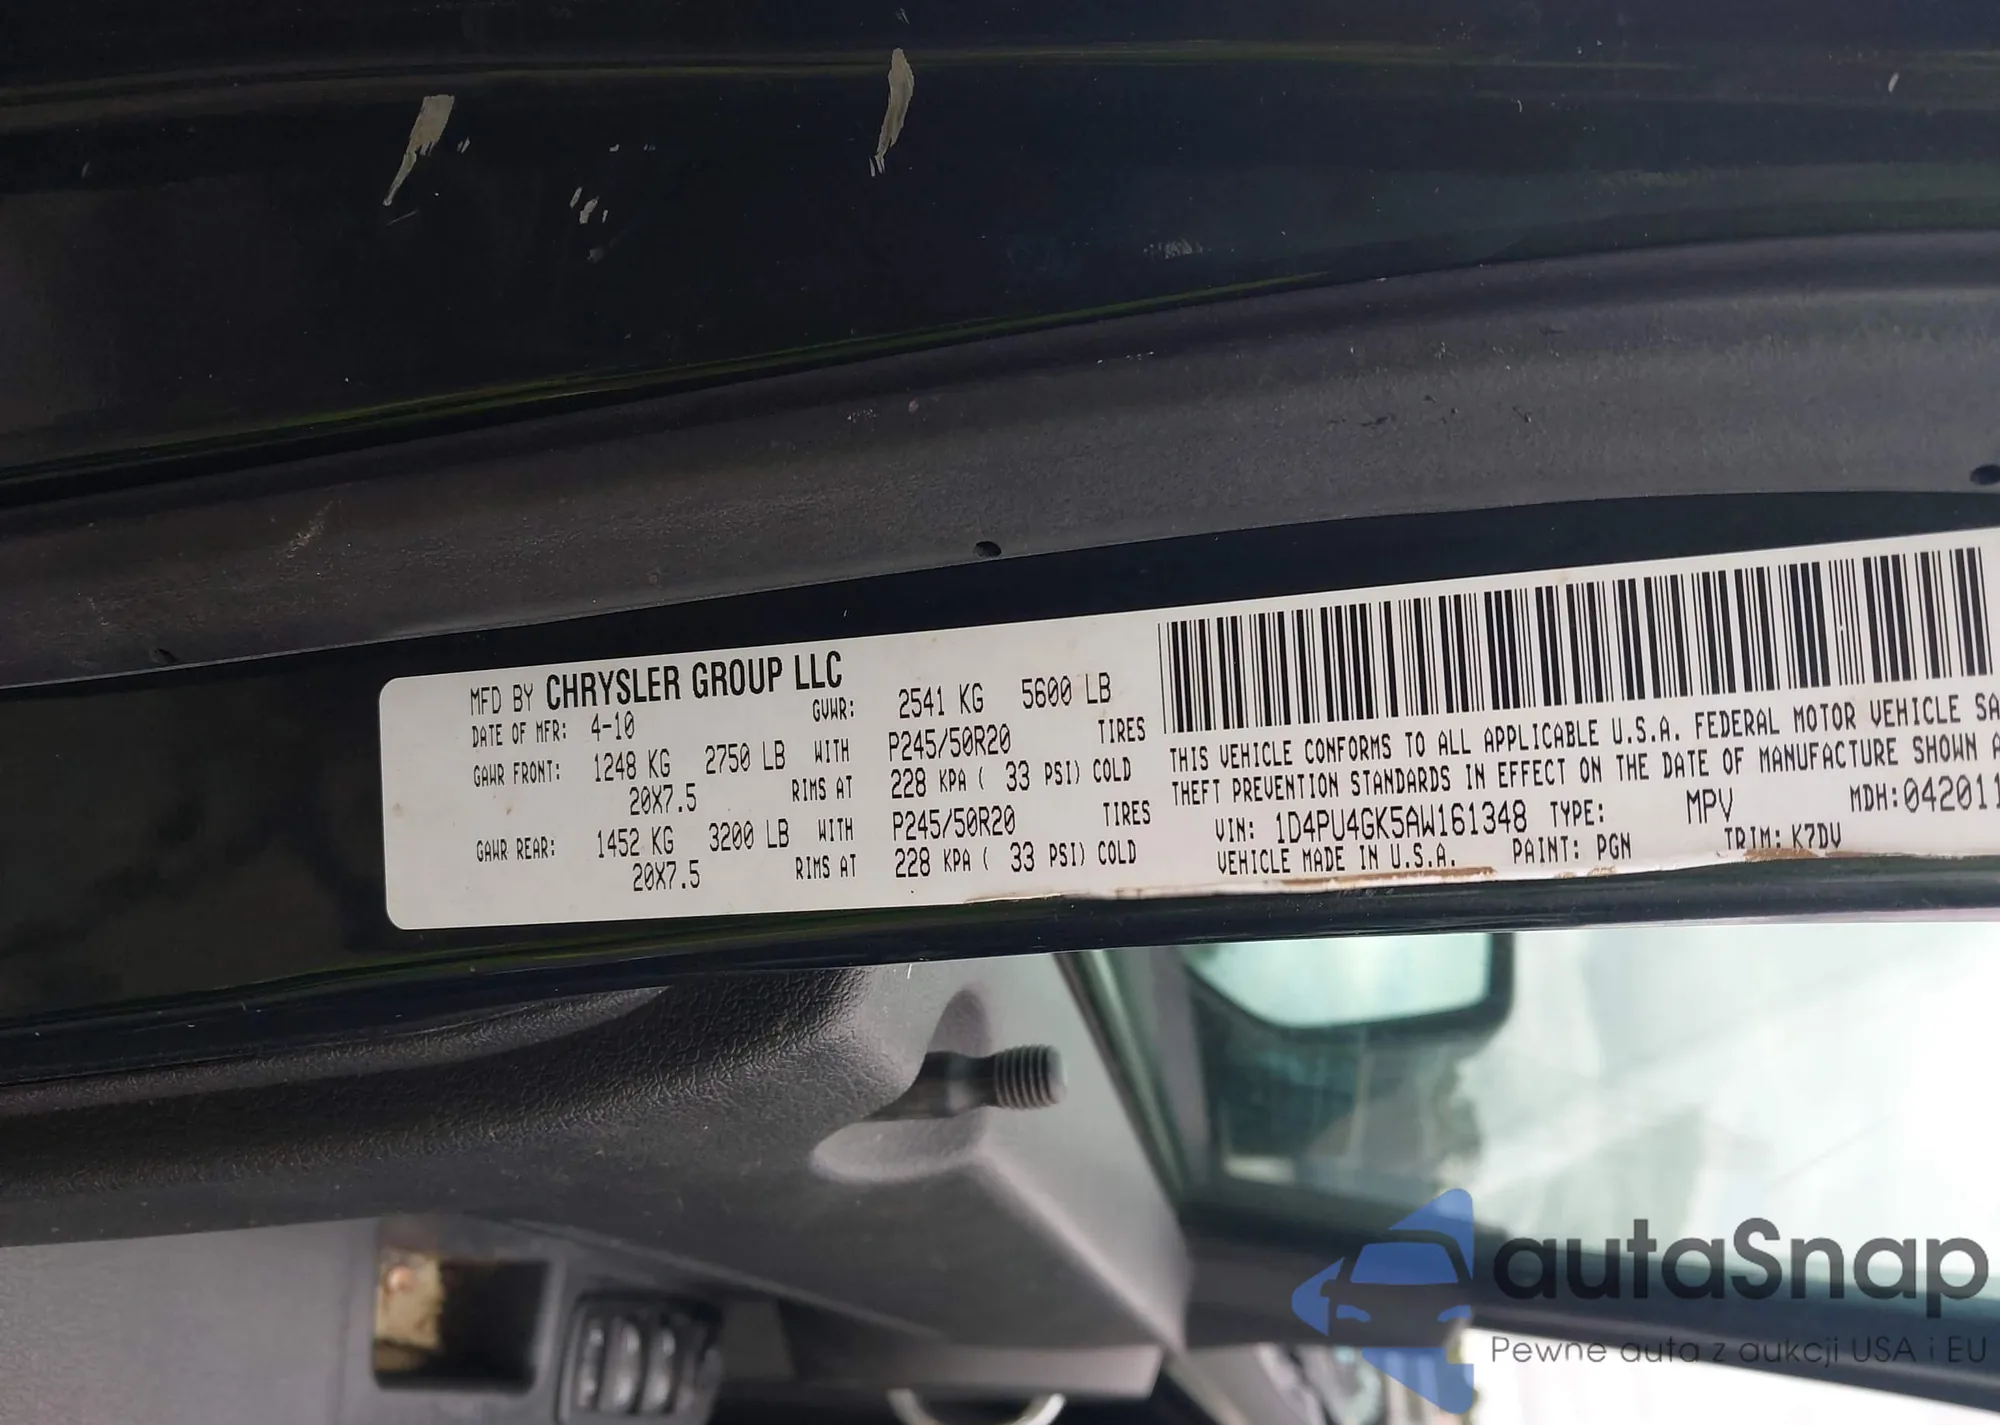 MFD BY CHRYSLER GROUP LLC
DATE OF MFR: 4-10 GVWR: 2541 KG 5600 LB
GAWR FRONT: 1248 KG 2750 LB WITH P245/50R20 TIRES
20X7.5 RIMS AT 228 KPA ( 33 PSI) COLD
GAWR REAR: 1452 KG 3200 LB WITH P245/50R20 TIRES
20X7.5 RIMS AT 228 KPA ( 33 PSI) COLD
THIS VEHICLE CONFORMS TO ALL APPLICABLE U.S.A. FEDERAL MOTOR VEHICLE SA
THEFT PREVENTION STANDARDS IN EFFECT ON THE DATE OF MANUFACTURE SHOWN A
VIN: 1D4PU4GK5AW161348 TYPE: MPV MDH:042011
VEHICLE MADE IN U.S.A. PAINT: PGN TRIM: K7DV
autaSnap
Pewne auta z aukcji USA i EU